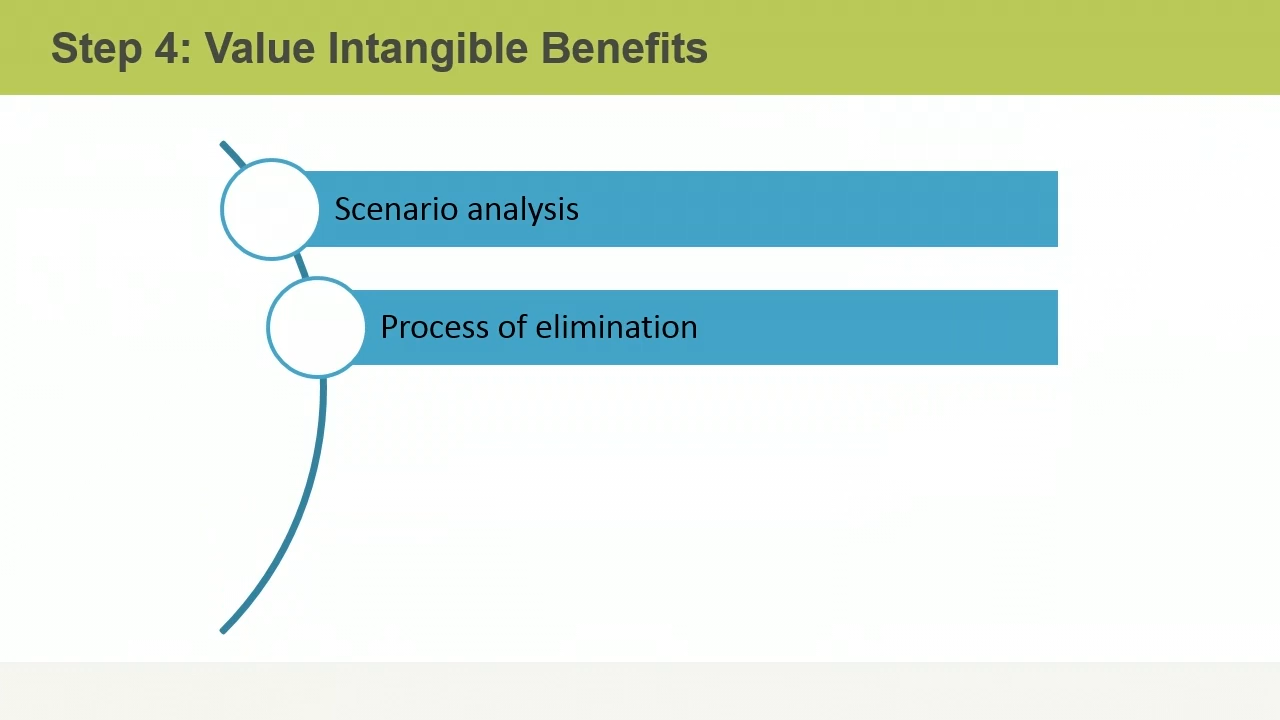 Step 4: Value Intangible Benefits
Scenario analysis
Process of elimination